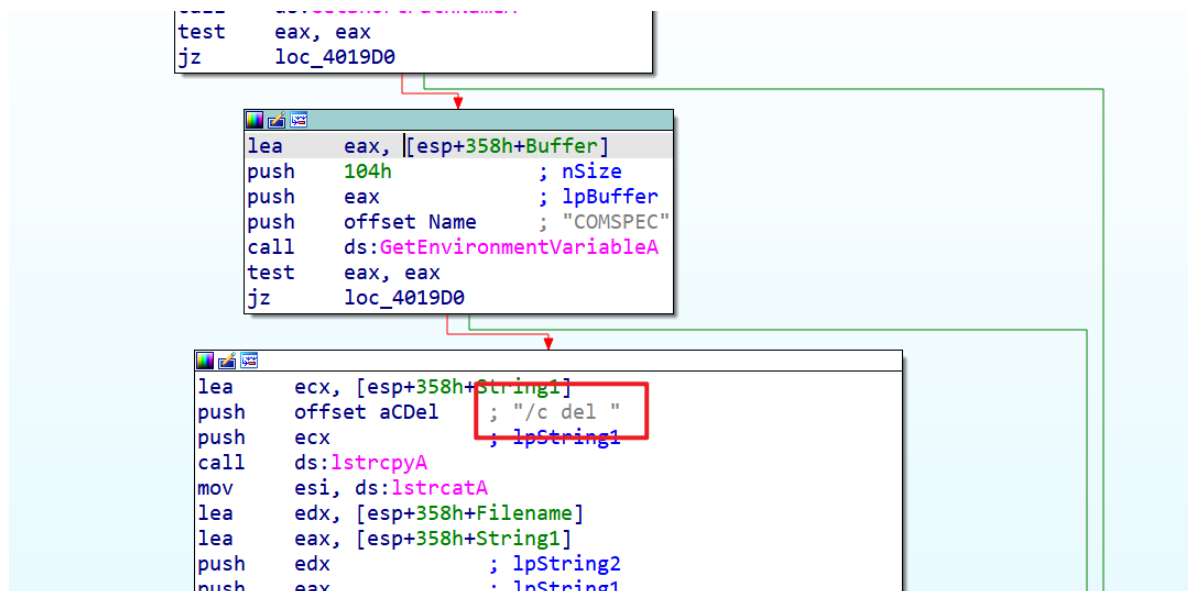 test eax, eax
jz loc_4019D0
lea eax, [esp+358h+Buffer]
push 104h ; nSize
push eax ; lpBuffer
push offset Name ; "COMSPEC"
call ds:GetEnvironmentVariableA
test eax, eax
jz loc_4019D0
lea ecx, [esp+358h+String1]
push offset aCDel ; "/c del "
push ecx ; lpString1
call ds:lstrcpyA
mov esi, ds:lstrcatA
lea edx, [esp+358h+Filename]
lea eax, [esp+358h+String1]
push edx ; lpString2
push eax ; lpString1